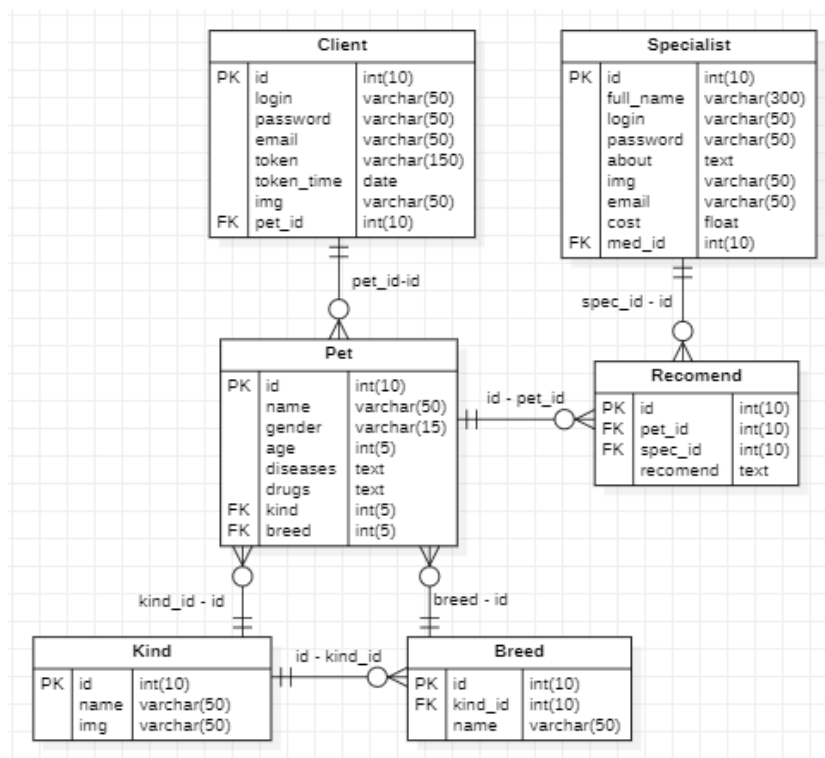 Client
PK id int(10)
login varchar(50)
password varchar(50)
email varchar(50)
token varchar(150)
token_time date
img varchar(50)
FK pet_id int(10)
Specialist
PK id int(10)
full_name varchar(300)
login varchar(50)
password varchar(50)
about text
img varchar(50)
email varchar(50)
cost float
FK med_id int(10)
pet_id-id
spec_id - id
Pet
PK id int(10)
name varchar(50)
gender varchar(15)
age int(5)
diseases text
drugs text
FK kind int(5)
FK breed int(5)
id - pet_id
Recomend
PK id int(10)
FK pet_id int(10)
FK spec_id int(10)
recomend text
kind_id - id
breed - id
Kind
PK id int(10)
name varchar(50)
img varchar(50)
id - kind_id
Breed
PK id int(10)
FK kind_id int(10)
name varchar(50)